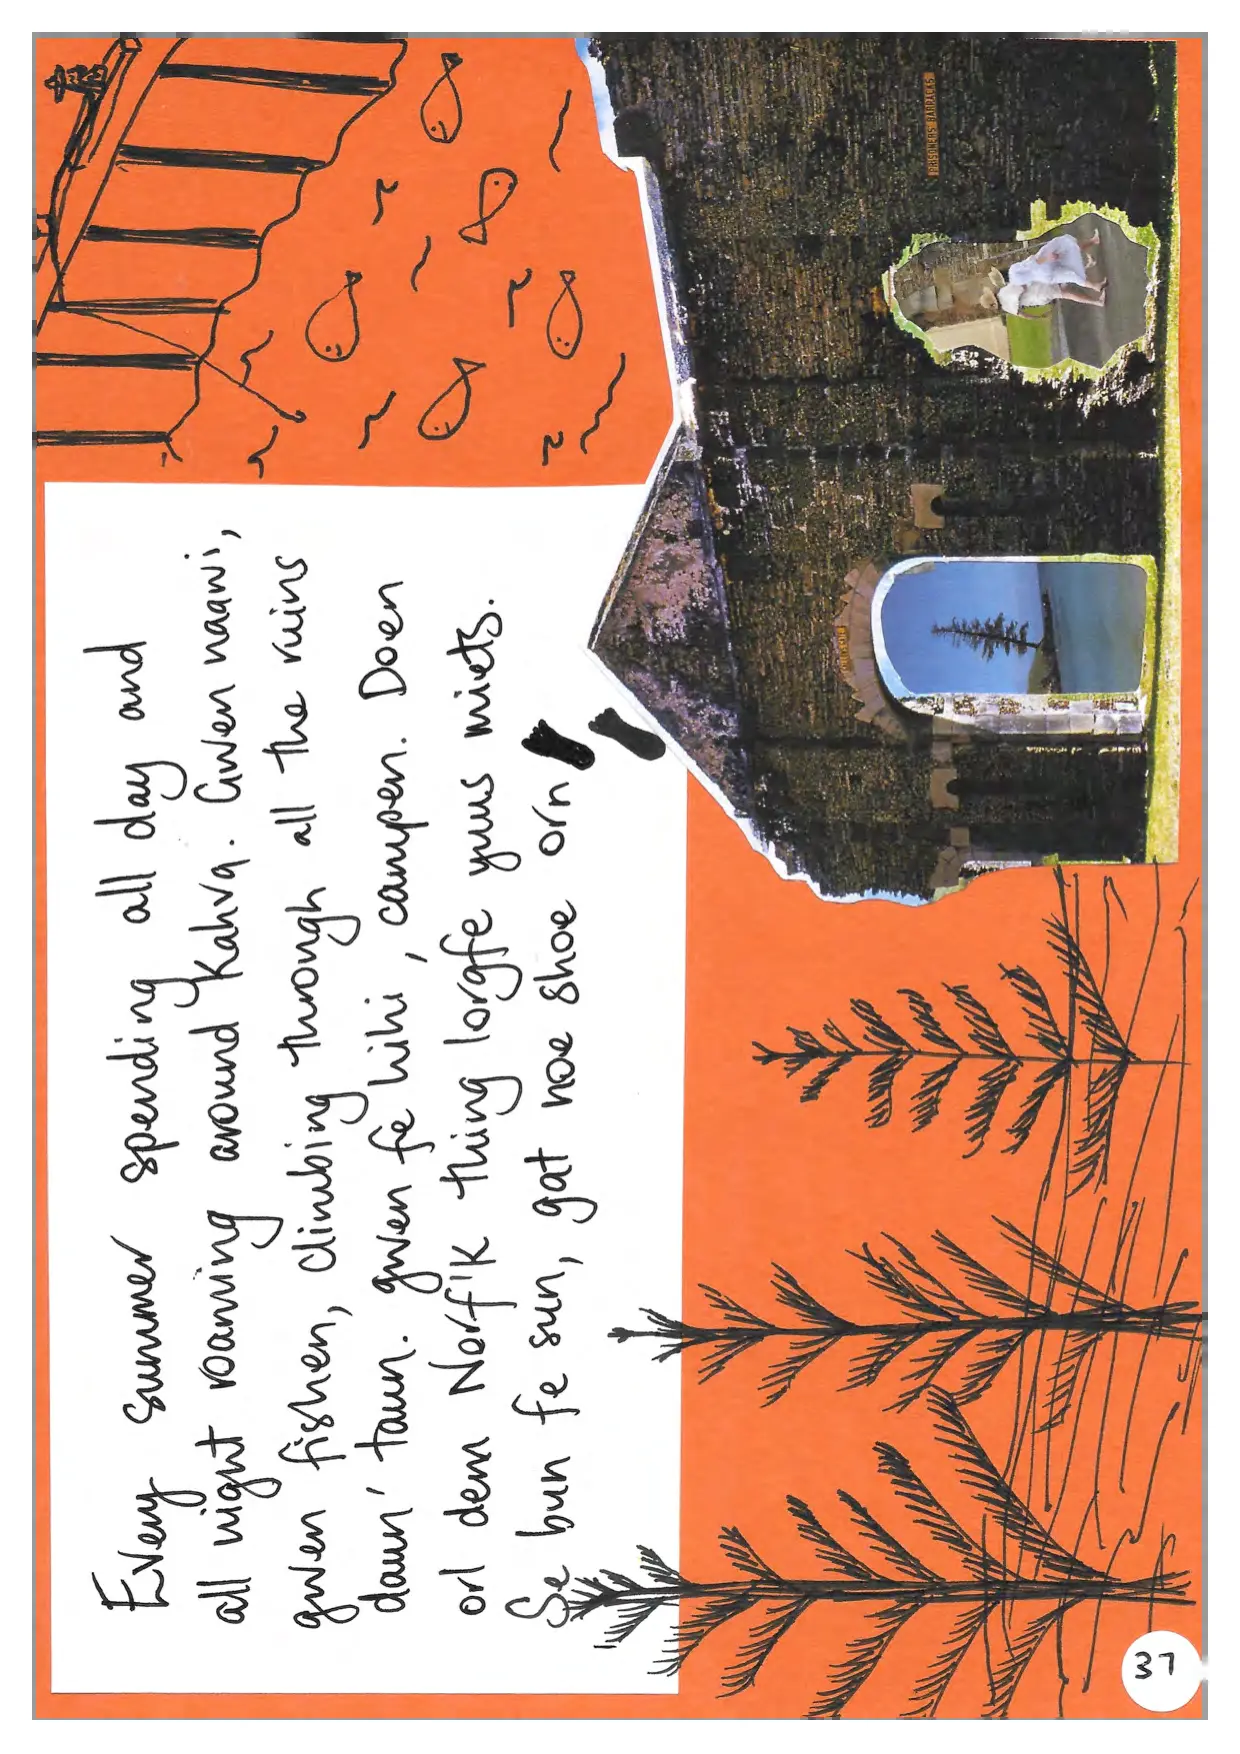 Every summer spending all day and
all night roaming around Kahva. Gwen naawi,
gwen fishen, climbing through all the ruins
daun' taun. gwen fe hihi, campen. Doen
orl dem Norf'k thing lorgfe yuus miets.
Se bun fe sun, gat noe shoe orn
PRISONERS BARRACKS
37